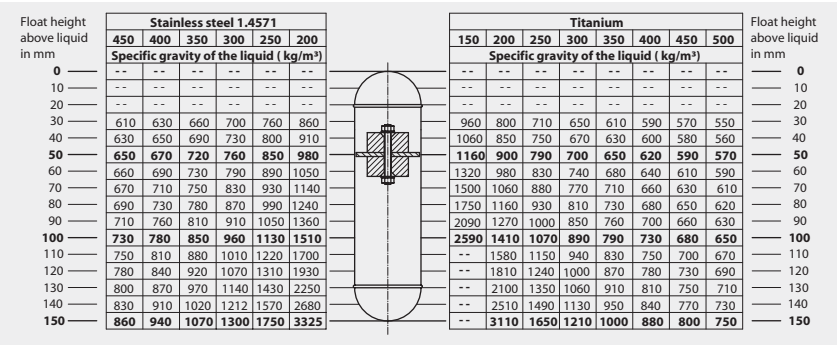 Float height Stainless steel 1.4571 Titanium Float height
above liquid 450 400 350 300 250 200 150 200 250 300 350 400 450 500 above liquid
in mm Specific gravity of the liquid ( kg/m³) Specific gravity of the liquid ( kg/m³) in mm
0 -- -- -- -- -- -- -- -- -- -- -- -- -- -- 0
10 -- -- -- -- -- -- -- -- -- -- -- -- -- -- 10
20 -- -- -- -- -- -- -- -- -- -- -- -- -- -- 20
30 610 630 660 700 760 860 960 800 710 650 610 590 570 550 30
40 630 650 690 730 800 910 1060 850 750 670 630 600 580 560 40
50 650 670 720 760 850 980 1160 900 790 700 650 620 590 570 50
60 660 690 730 790 890 1050 1320 980 830 740 680 640 610 590 60
70 670 710 750 830 930 1140 1500 1060 880 770 710 660 630 610 70
80 690 730 780 870 990 1240 1750 1160 930 810 730 680 650 620 80
90 710 760 810 910 1050 1360 2090 1270 1000 850 760 700 660 630 90
100 730 780 850 960 1130 1510 2590 1410 1070 890 790 730 680 650 100
110 750 810 880 1010 1220 1700 -- 1580 1150 940 830 750 700 670 110
120 780 840 920 1070 1310 1930 -- 1810 1240 1000 870 780 730 690 120
130 800 870 970 1140 1430 2250 -- 2100 1350 1060 910 810 750 710 130
140 830 910 1020 1212 1570 2680 -- 2510 1490 1130 950 840 770 730 140
150 860 940 1070 1300 1750 3325 -- 3110 1650 1210 1000 880 800 750 150